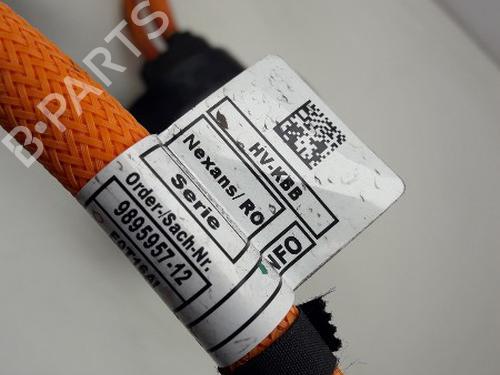 HV-KBB
Nexans/RO
Serie
INFO
Order-/Sach-Nr.
9895957-12
B-PARTS